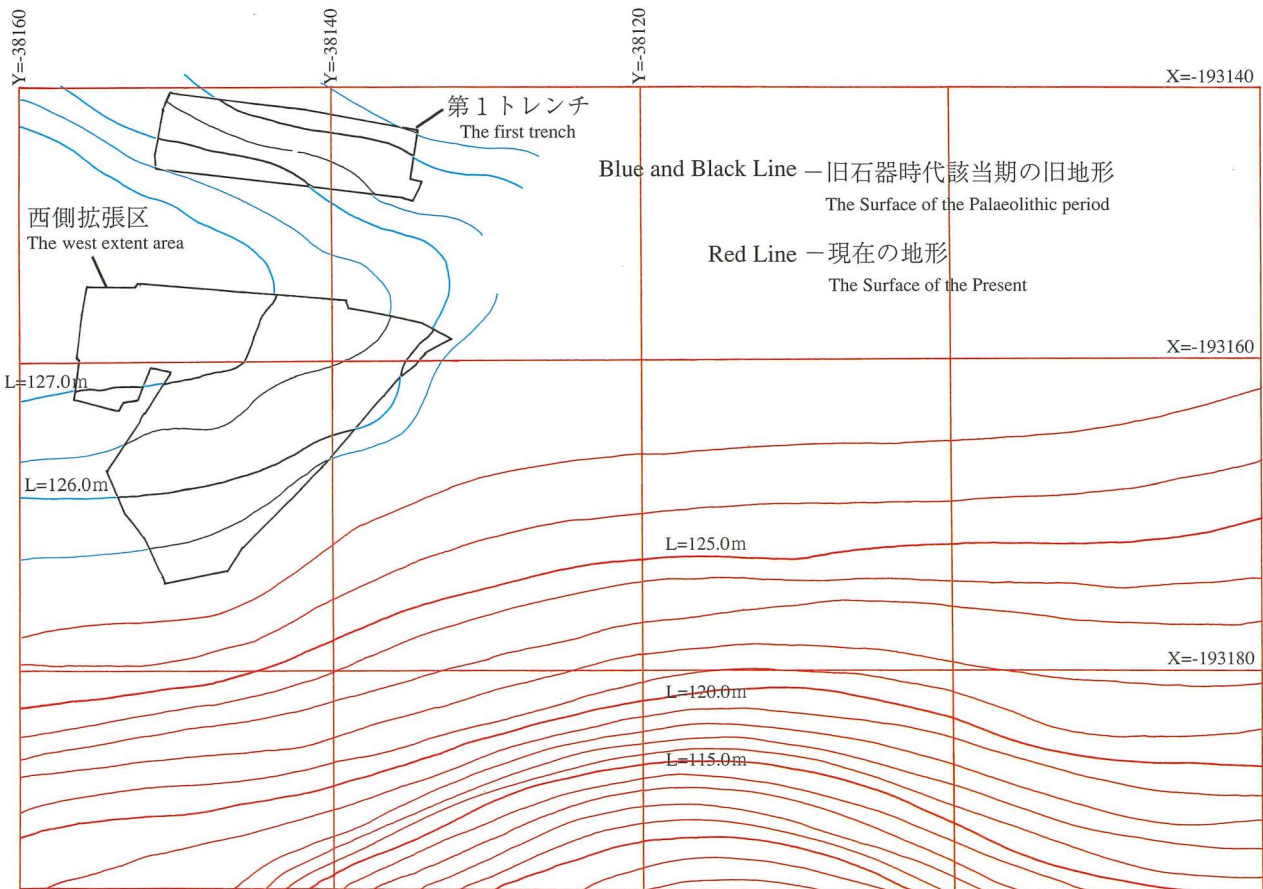 Y=-38160
Y=-38140
Y=-38120
X=-193140
第1トレンチ
The first trench
Blue and Black Line －旧石器時代該当期の旧地形
The Surface of the Palaeolithic period
西側拡張区
The west extent area
Red Line －現在の地形
The Surface of the Present
X=-193160
L=127.0m
L=126.0m
L=125.0m
X=-193180
L=120.0m
L=115.0m